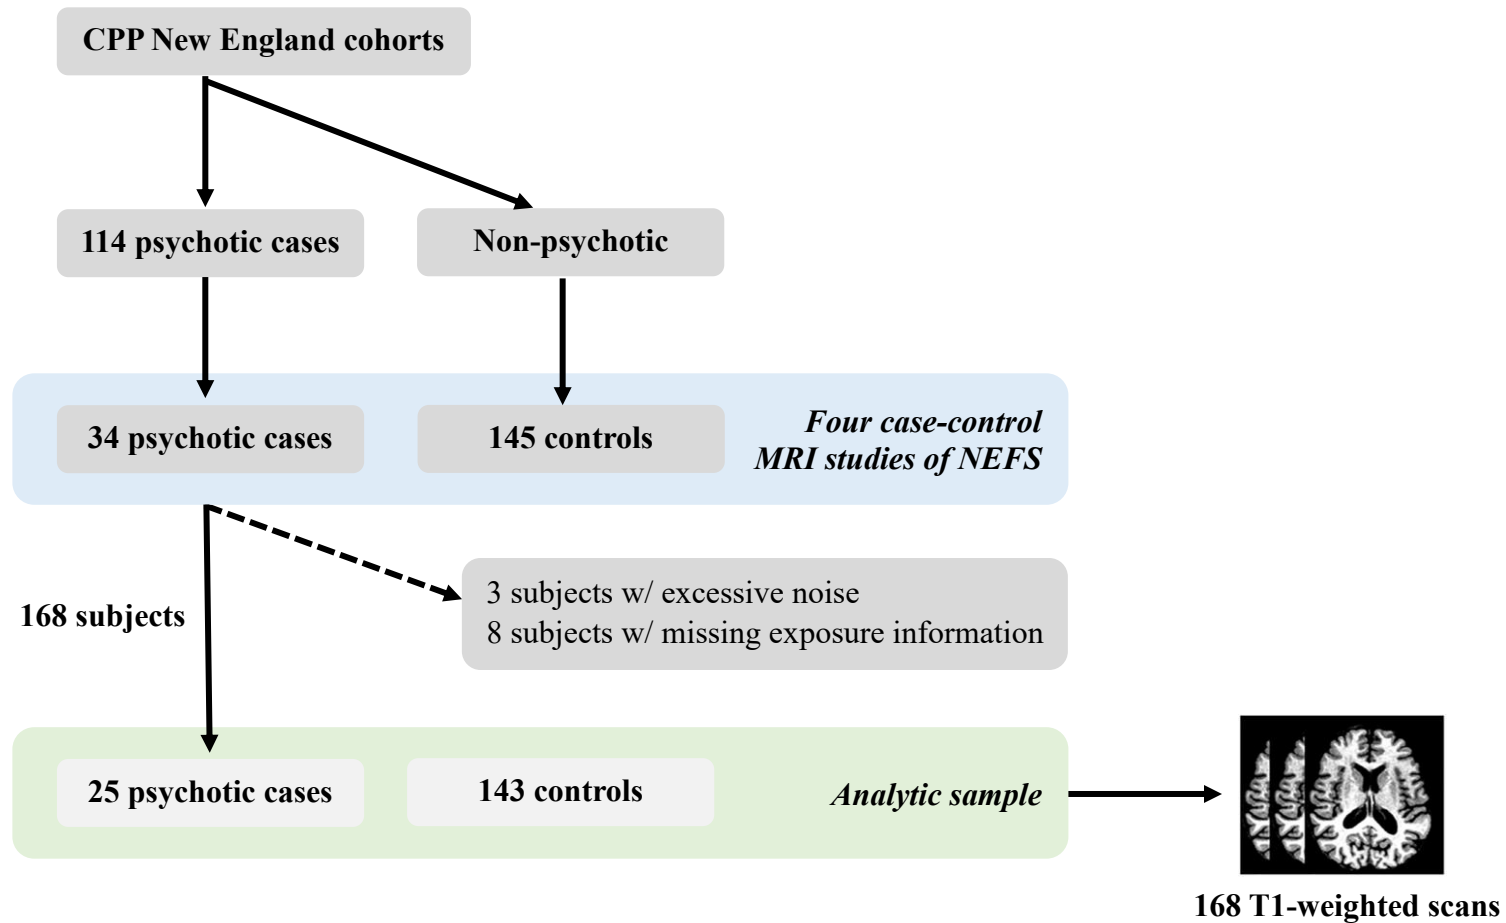 CPP New England cohorts
114 psychotic cases
Non-psychotic
34 psychotic cases
145 controls
Four case-control
MRI studies of NEFS
3 subjects w/ excessive noise
8 subjects w/ missing exposure information
168 subjects
25 psychotic cases
143 controls
Analytic sample
168 T1-weighted scans